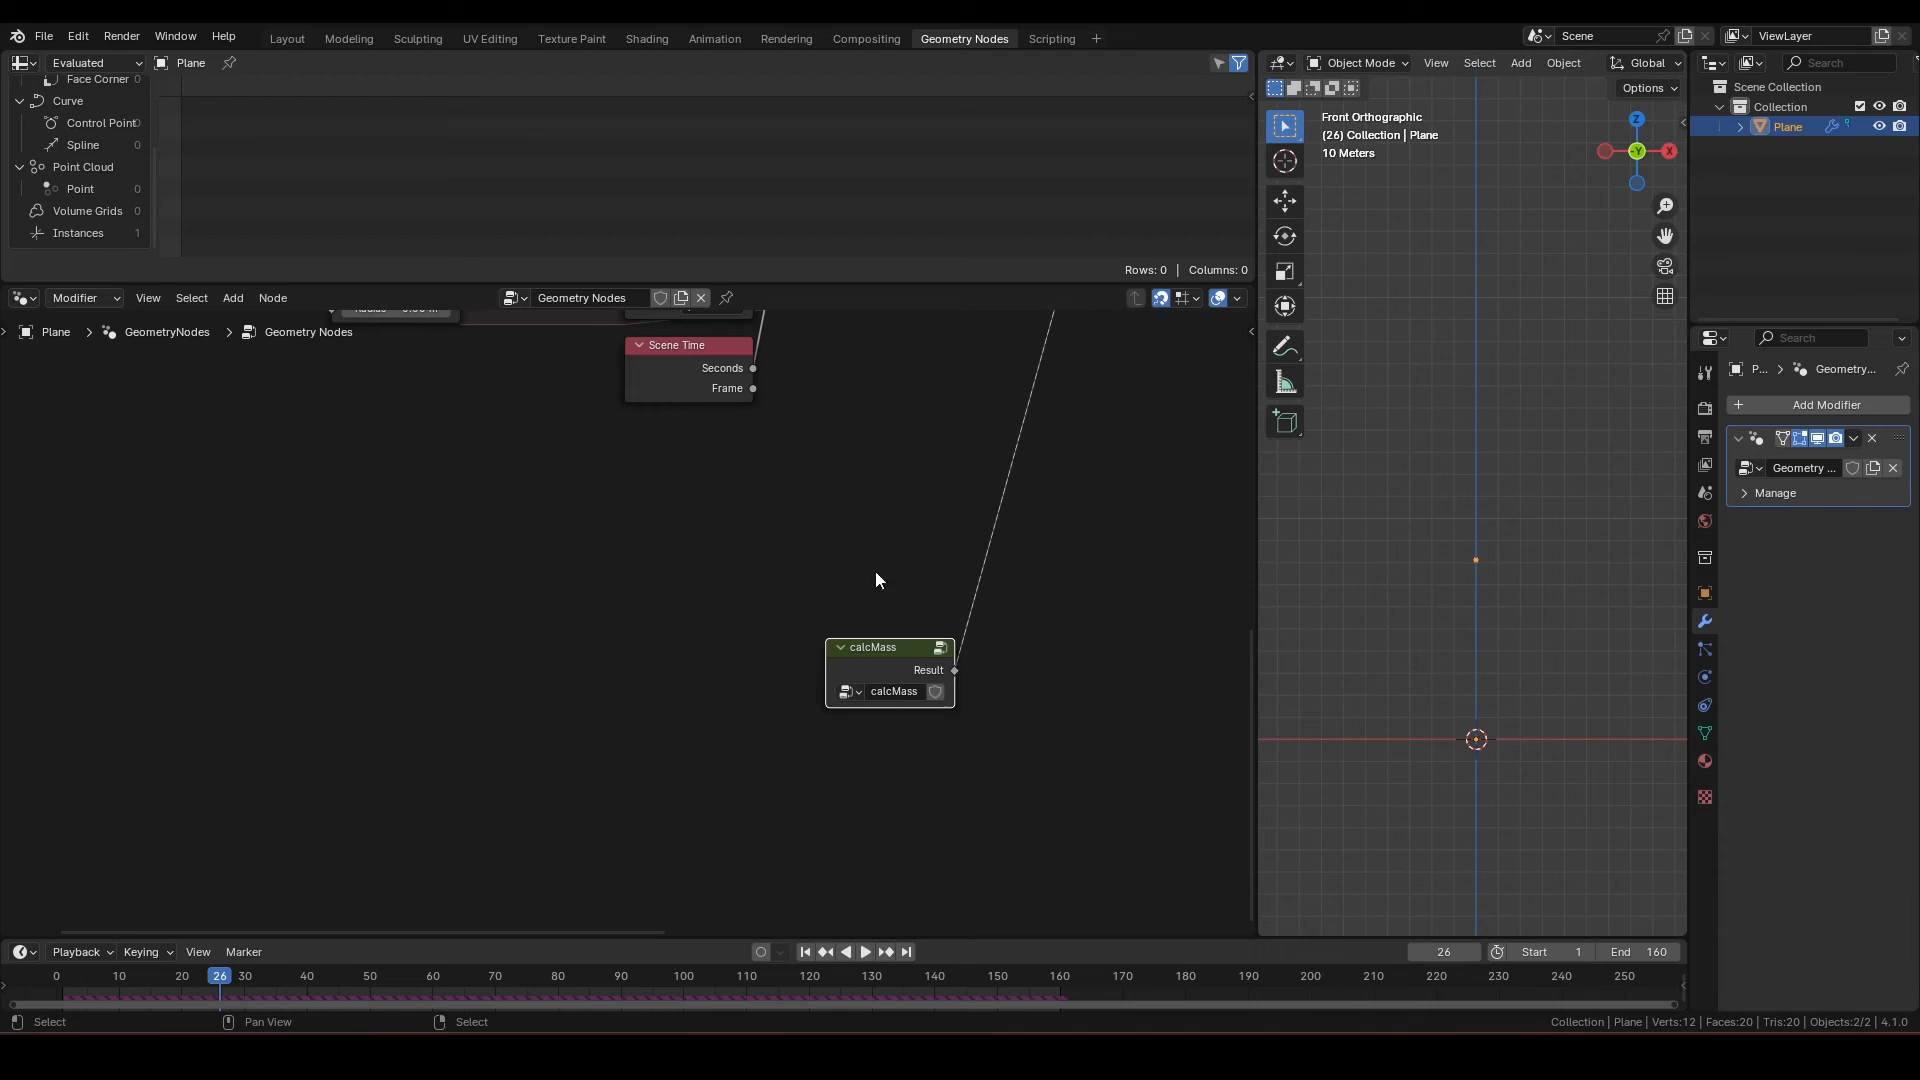 File Edit Render Window Help Layout Modeling Sculpting UV Editing Texture Paint Shading Animation Rendering Compositing Geometry Nodes Scripting + Scene ViewLayer
Evaluated Plane Object Mode View Select Add Object Global Search
Face Corner 0
Options
Scene Collection
Curve
Collection
Control Point 0
Front Orthographic
Z
Plane
(26) Collection | Plane
Spline 0
10 Meters
-Y
X
Point Cloud
Point 0
Volume Grids 0
Instances 1
Rows: 0 | Columns: 0
Modifier View Select Add Node Geometry Nodes
Plane > GeometryNodes > Geometry Nodes
Search
Scene Time
Seconds
P... > Geometry...
Frame
Add Modifier
Geometry ...
Manage
calcMass
Result
calcMass
Playback Keying View Marker 26 Start 1 End 160
0 10 20 26 30 40 50 60 70 80 90 100 110 120 130 140 150 160 170 180 190 200 210 220 230 240 250
Select Pan View Select Collection | Plane | Verts:12 | Faces:20 | Tris:20 | Objects:2/2 | 4.1.0